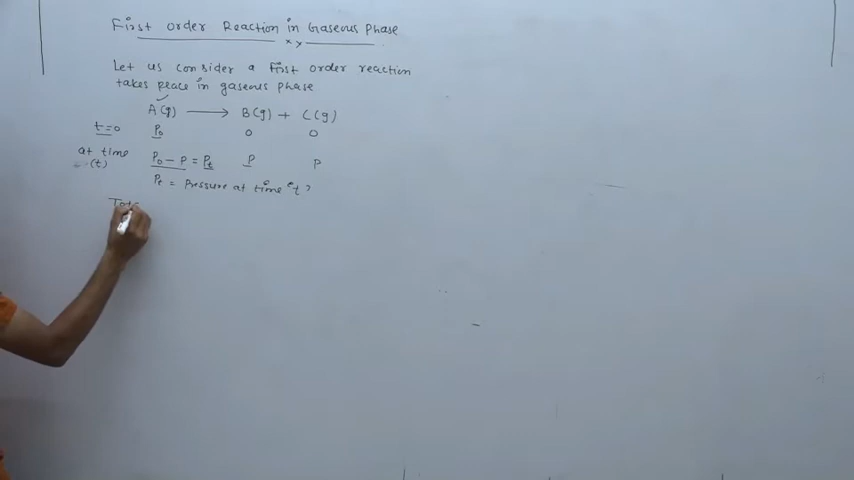 First order Reaction in Gaseous Phase
x y
Let us consider a first order reaction
takes place in gaseous phase
A(g) ⟶ B(g) + C(g)
t=0 P₀ 0 0
at time
(t) P₀ - P = Pₜ P P
Pₜ = Pressure at time "t"
Tot